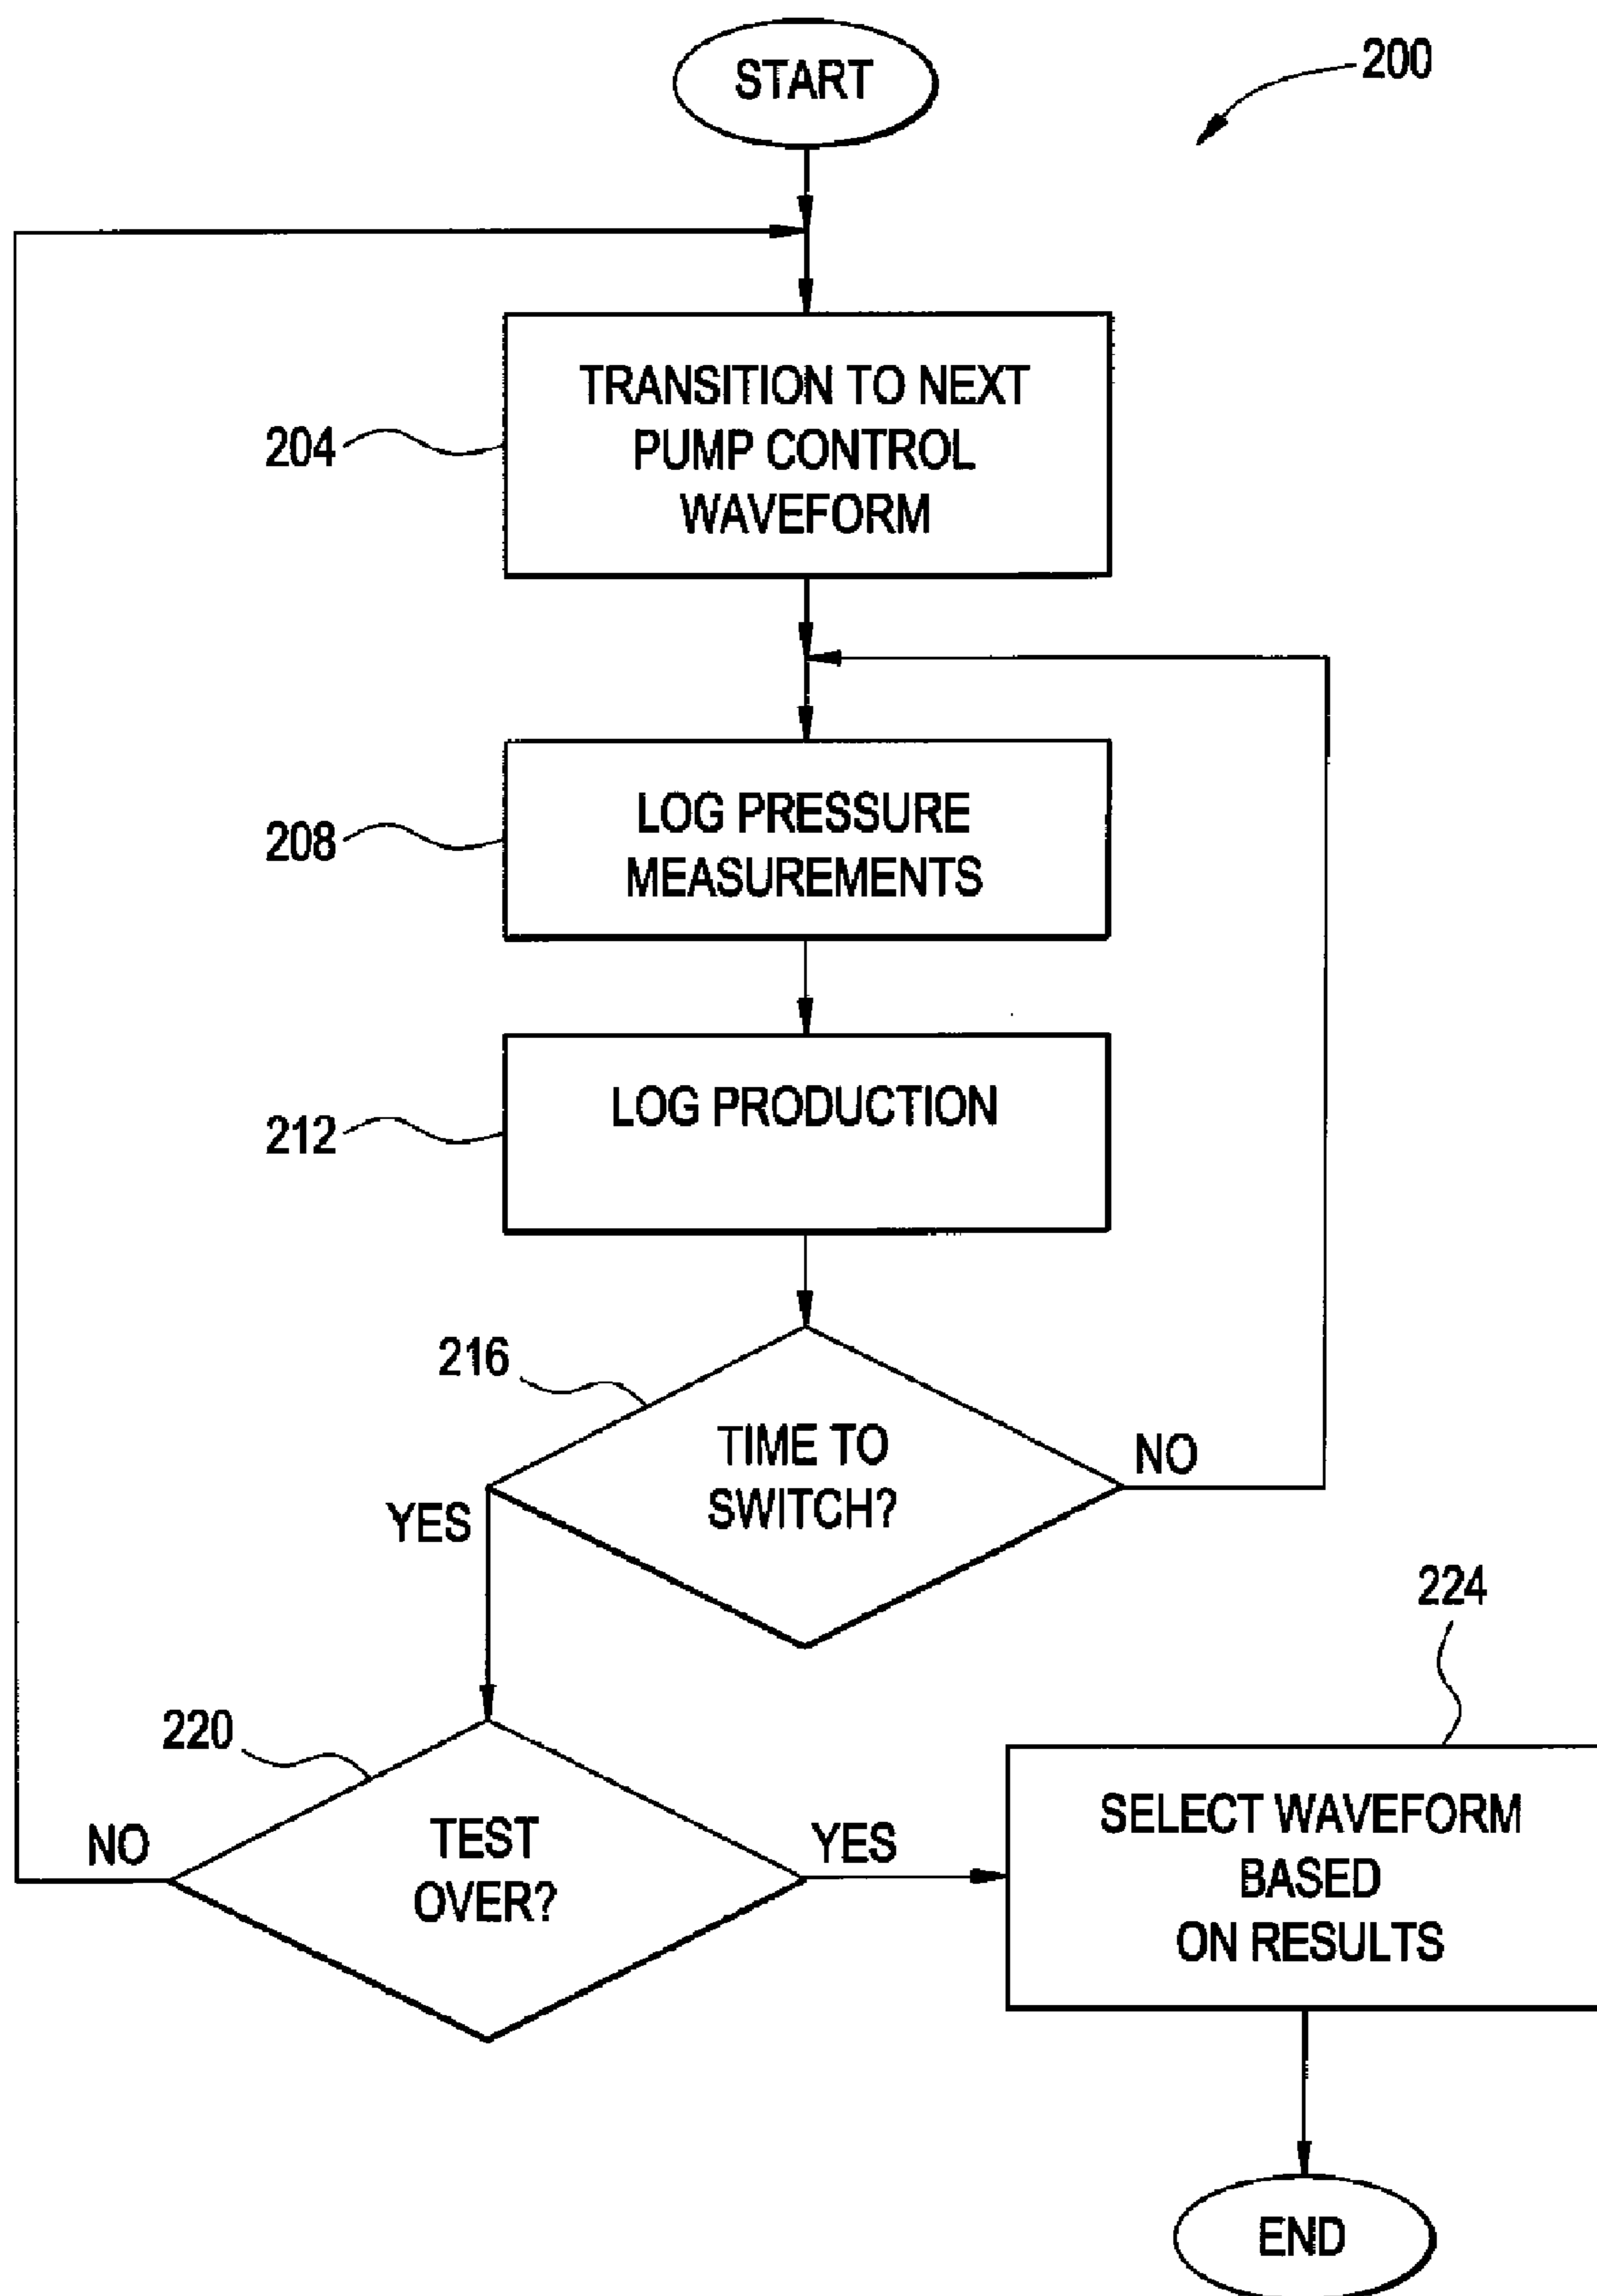 START
200
TRANSITION TO NEXT
PUMP CONTROL
WAVEFORM
204
LOG PRESSURE
MEASUREMENTS
208
LOG PRODUCTION
212
216
TIME TO
SWITCH?
NO
YES
220
TEST
OVER?
NO
YES
224
SELECT WAVEFORM
BASED
ON RESULTS
END